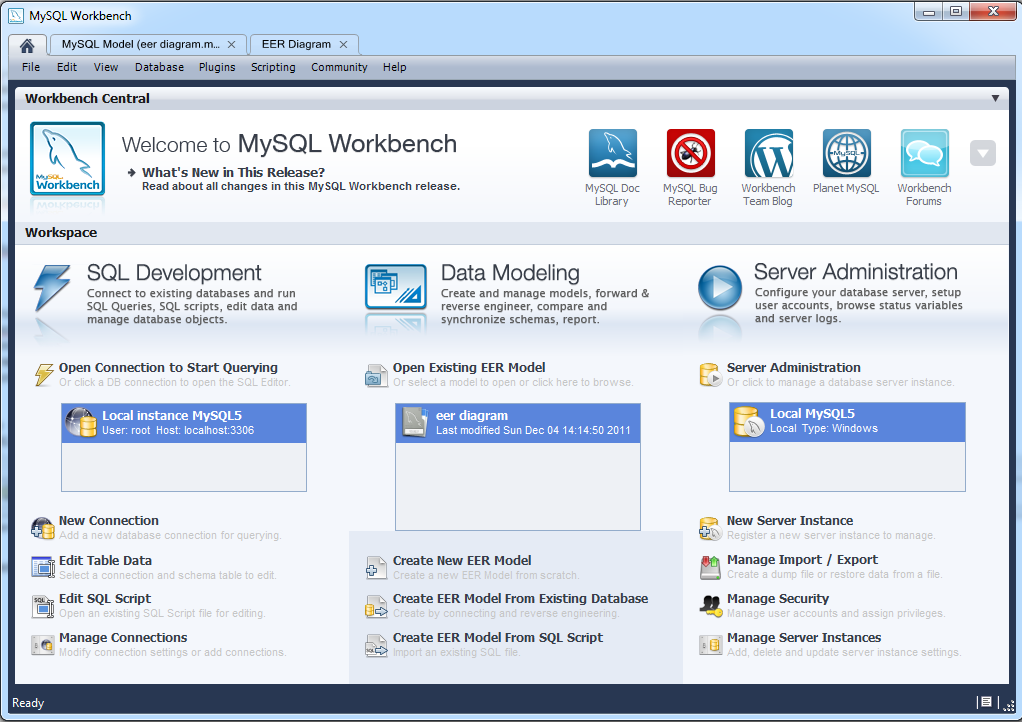 MySQL Workbench
MySQL Model (eer diagram.m...
EER Diagram
File Edit View Database Plugins Scripting Community Help
Workbench Central
MySQL
Workbench
Welcome to MySQL Workbench
What's New in This Release?
Read about all changes in this MySQL Workbench release.
MySQL Doc
Library
MySQL Bug
Reporter
Workbench
Team Blog
MySQL
Planet MySQL
Workbench
Forums
Workspace
SQL Development
Connect to existing databases and run
SQL Queries, SQL scripts, edit data and
manage database objects.
Open Connection to Start Querying
Or click a DB connection to open the SQL Editor.
Local instance MySQL5
User: root Host: localhost:3306
New Connection
Add a new database connection for querying.
Edit Table Data
Select a connection and schema table to edit.
SQL
Edit SQL Script
Open an existing SQL Script file for editing.
Manage Connections
Modify connection settings or add connections.
Data Modeling
Create and manage models, forward &
reverse engineer, compare and
synchronize schemas, report.
Open Existing EER Model
Or select a model to open or click here to browse.
eer diagram
Last modified Sun Dec 04 14:14:50 2011
Create New EER Model
Create a new EER Model from scratch.
Create EER Model From Existing Database
Create by connecting and reverse engineering.
SQL
Create EER Model From SQL Script
Import an existing SQL file.
Server Administration
Configure your database server, setup
user accounts, browse status variables
and server logs.
Server Administration
Or click to manage a database server instance.
Local MySQL5
Local Type: Windows
New Server Instance
Register a new server instance to manage.
Manage Import / Export
Create a dump file or restore data from a file.
Manage Security
Manage user accounts and assign privileges.
Manage Server Instances
Add, delete and update server instance settings.
Ready